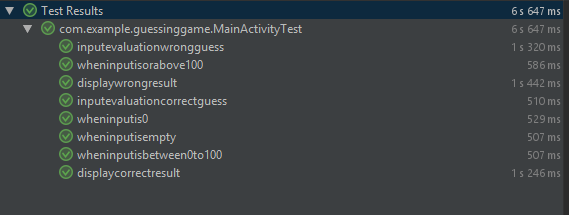 Test Results 6 s 647 ms
com.example.guessinggame.MainActivityTest 6 s 647 ms
inputevaluationwrongguess 1 s 320 ms
wheninputisorabove100 586 ms
displaywrongresult 1 s 442 ms
inputevaluationcorrectguess 510 ms
wheninputis0 529 ms
wheninputisempty 507 ms
wheninputisbetween0to100 507 ms
displaycorrectresult 1 s 246 ms